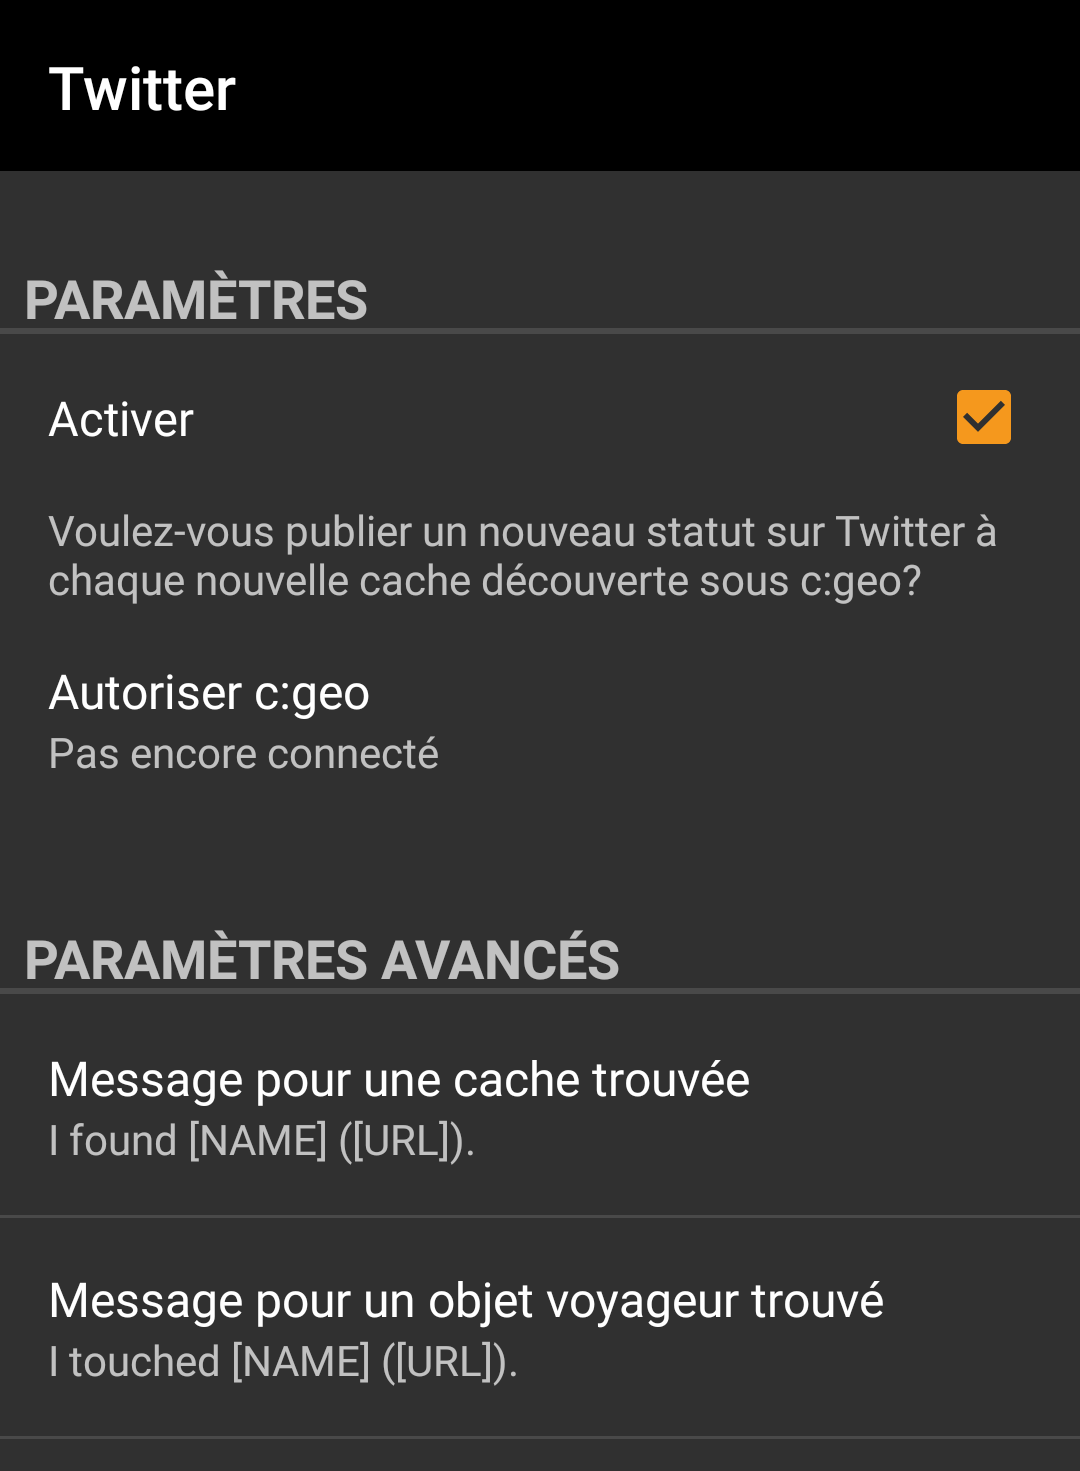 Twitter
PARAMÈTRES
Activer
Voulez-vous publier un nouveau statut sur Twitter à
chaque nouvelle cache découverte sous c:geo?
Autoriser c:geo
Pas encore connecté
PARAMÈTRES AVANCÉS
Message pour une cache trouvée
I found [NAME] ([URL]).
Message pour un objet voyageur trouvé
I touched [NAME] ([URL]).